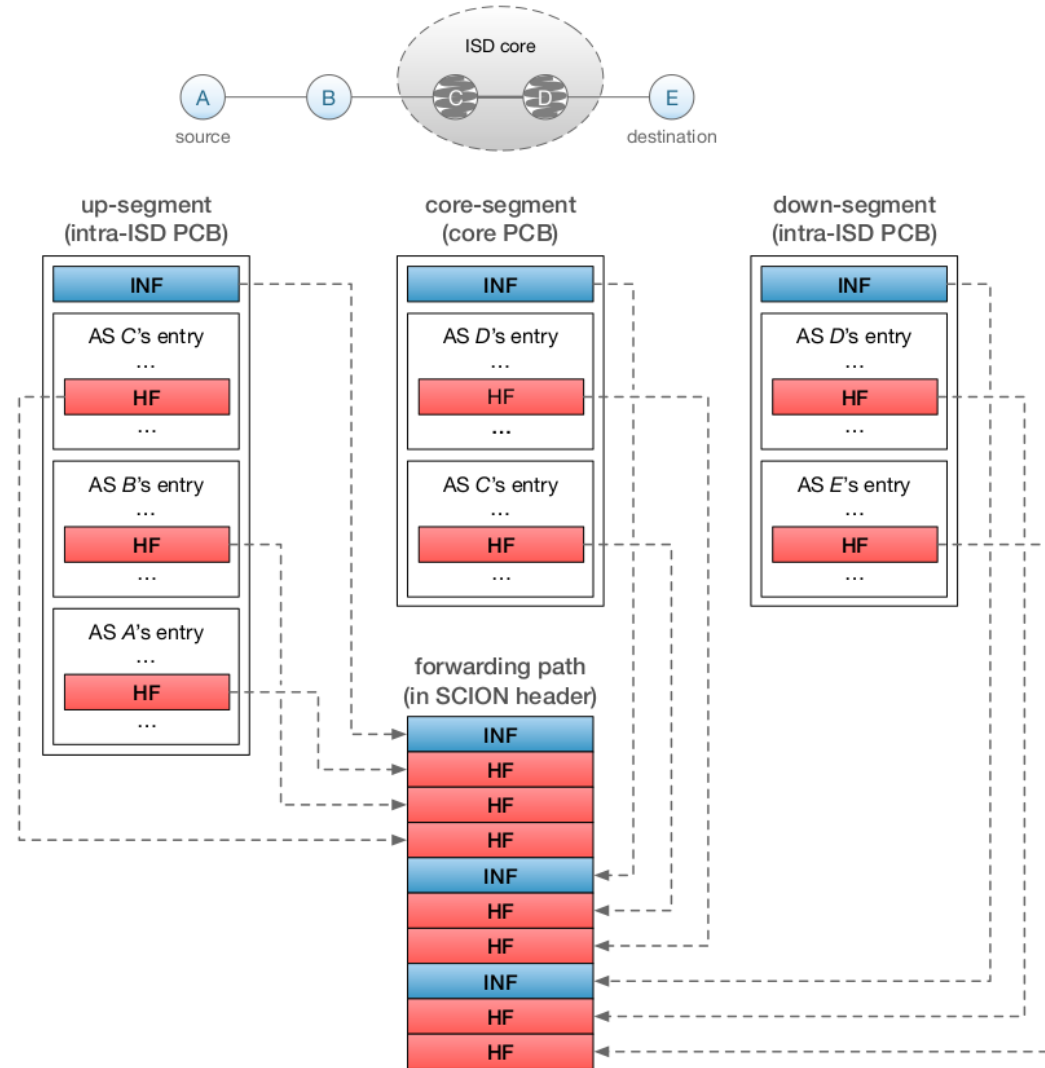 ISD core
A
B
C
D
E
source
destination
up-segment
(intra-ISD PCB)
INF
AS C's entry
...
HF
...
AS B's entry
...
HF
...
AS A's entry
...
HF
...
core-segment
(core PCB)
INF
AS D's entry
...
HF
...
AS C's entry
...
HF
...
down-segment
(intra-ISD PCB)
INF
AS D's entry
...
HF
...
AS E's entry
...
HF
...
forwarding path
(in SCION header)
INF
HF
HF
HF
INF
HF
HF
INF
HF
HF